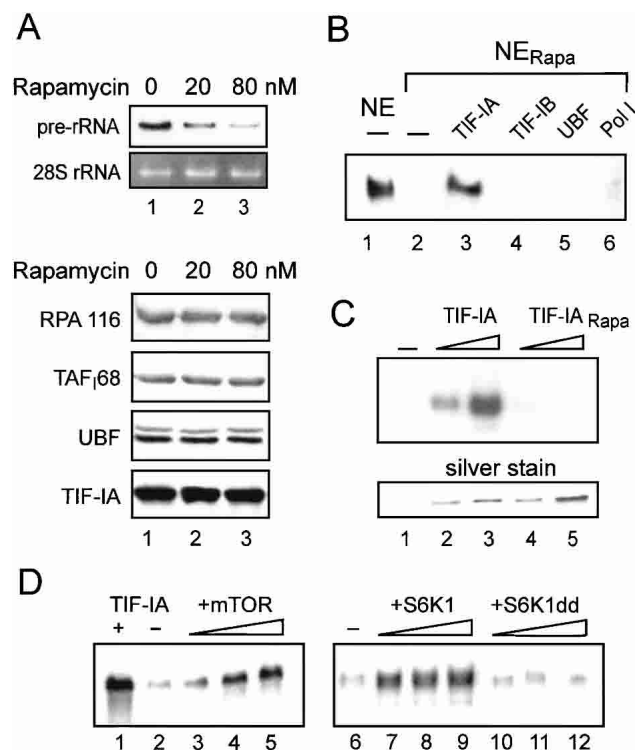 A
Rapamycin 0 20 80 nM
pre-rRNA
28S rRNA
1 2 3
Rapamycin 0 20 80 nM
RPA 116
TAFI68
UBF
TIF-IA
1 2 3
B
NERapa
NE
– – TIF-IA TIF-IB UBF Pol I
1 2 3 4 5 6
C
TIF-IA TIF-IA Rapa
–
silver stain
1 2 3 4 5
D
TIF-IA +mTOR
+ –
1 2 3 4 5
+S6K1 +S6K1dd
–
6 7 8 9 10 11 12